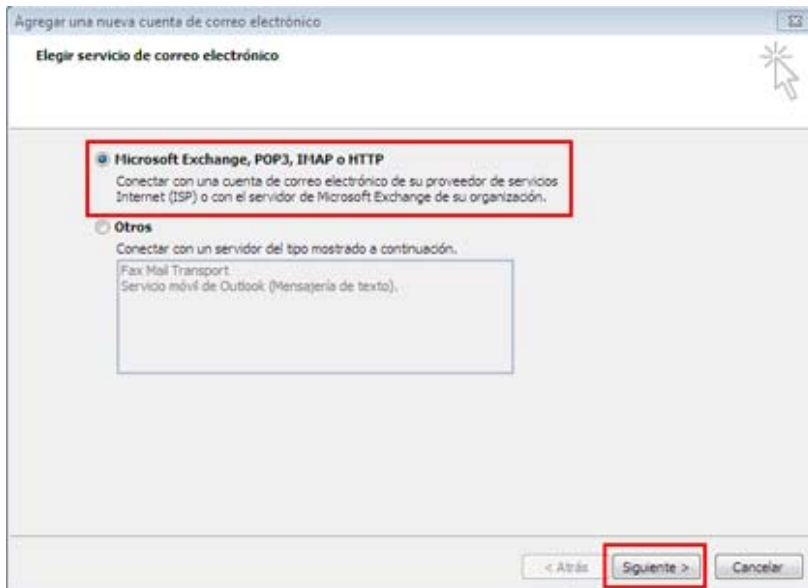 Agregar una nueva cuenta de correo electrónico
Elegir servicio de correo electrónico
Microsoft Exchange, POP3, IMAP o HTTP
Conectar con una cuenta de correo electrónico de su proveedor de servicios
Internet (ISP) o con el servidor de Microsoft Exchange de su organización.
Otros
Conectar con un servidor del tipo mostrado a continuación.
Fax Mail Transport
Servicio móvil de Outlook (Mensajería de texto).
< Atrás
Siguiente >
Cancelar